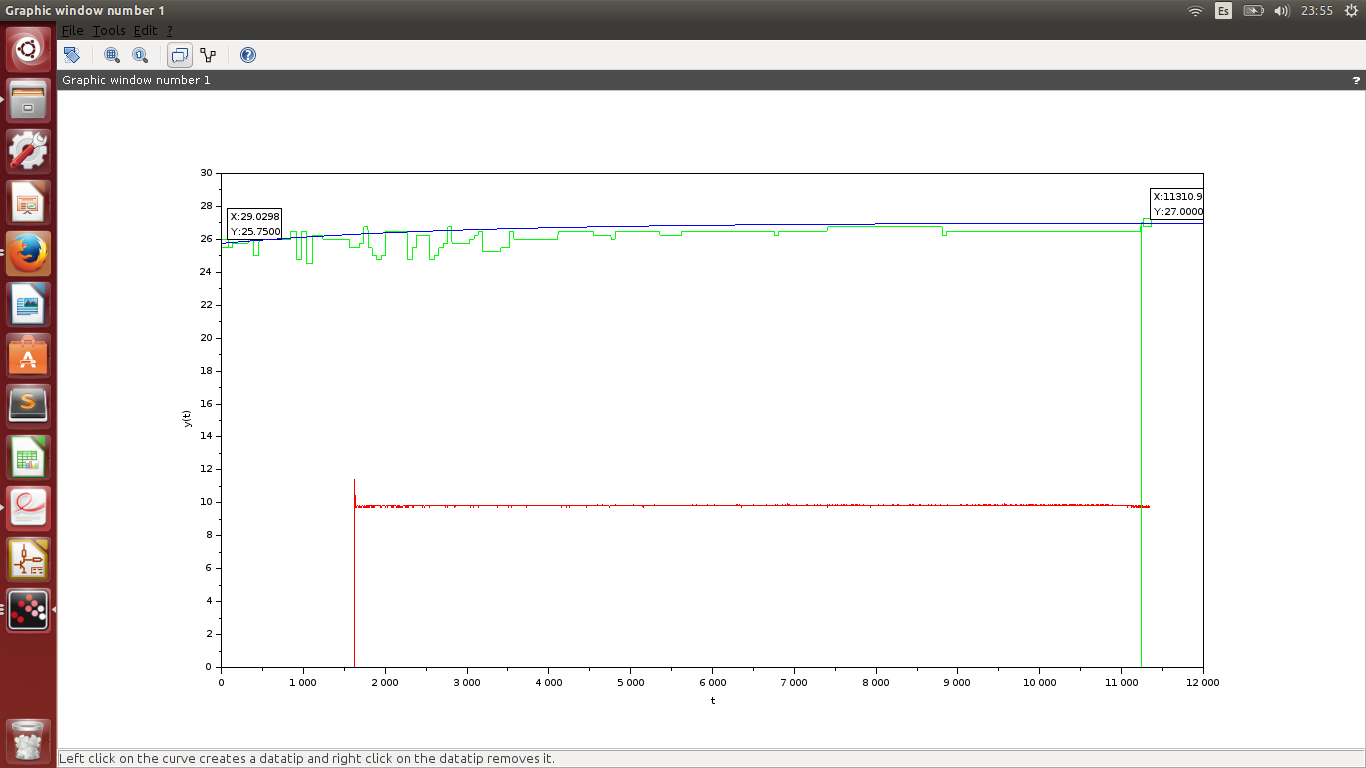 Graphic window number 1
Es
23:55
File Tools Edit ?
Graphic window number 1
?
30
28
26
24
22
20
18
16
14
12
10
8
6
4
2
0
y(t)
X:29.0298
Y:25.7500
X:11310.9
Y:27.0000
0
1 000
2 000
3 000
4 000
5 000
6 000
7 000
8 000
9 000
10 000
11 000
12 000
t
Left click on the curve creates a datatip and right click on the datatip removes it.